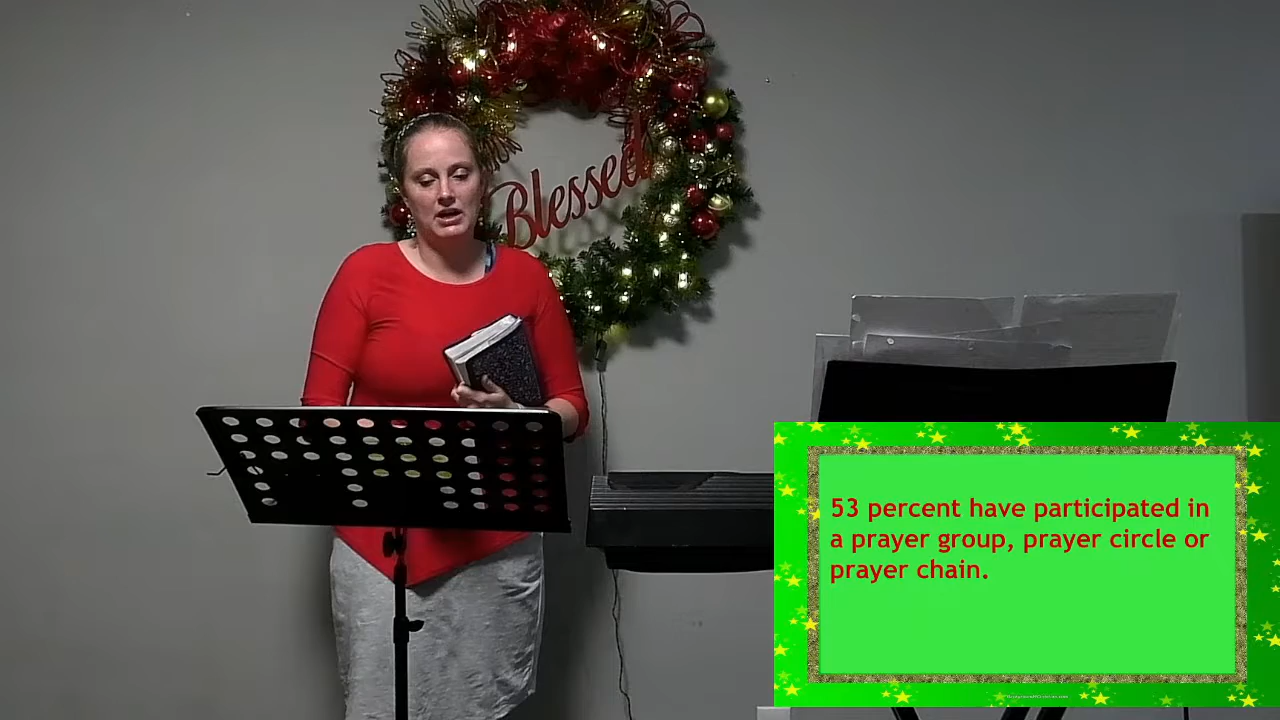 Blessed
53 percent have participated in
a prayer group, prayer circle or
prayer chain.